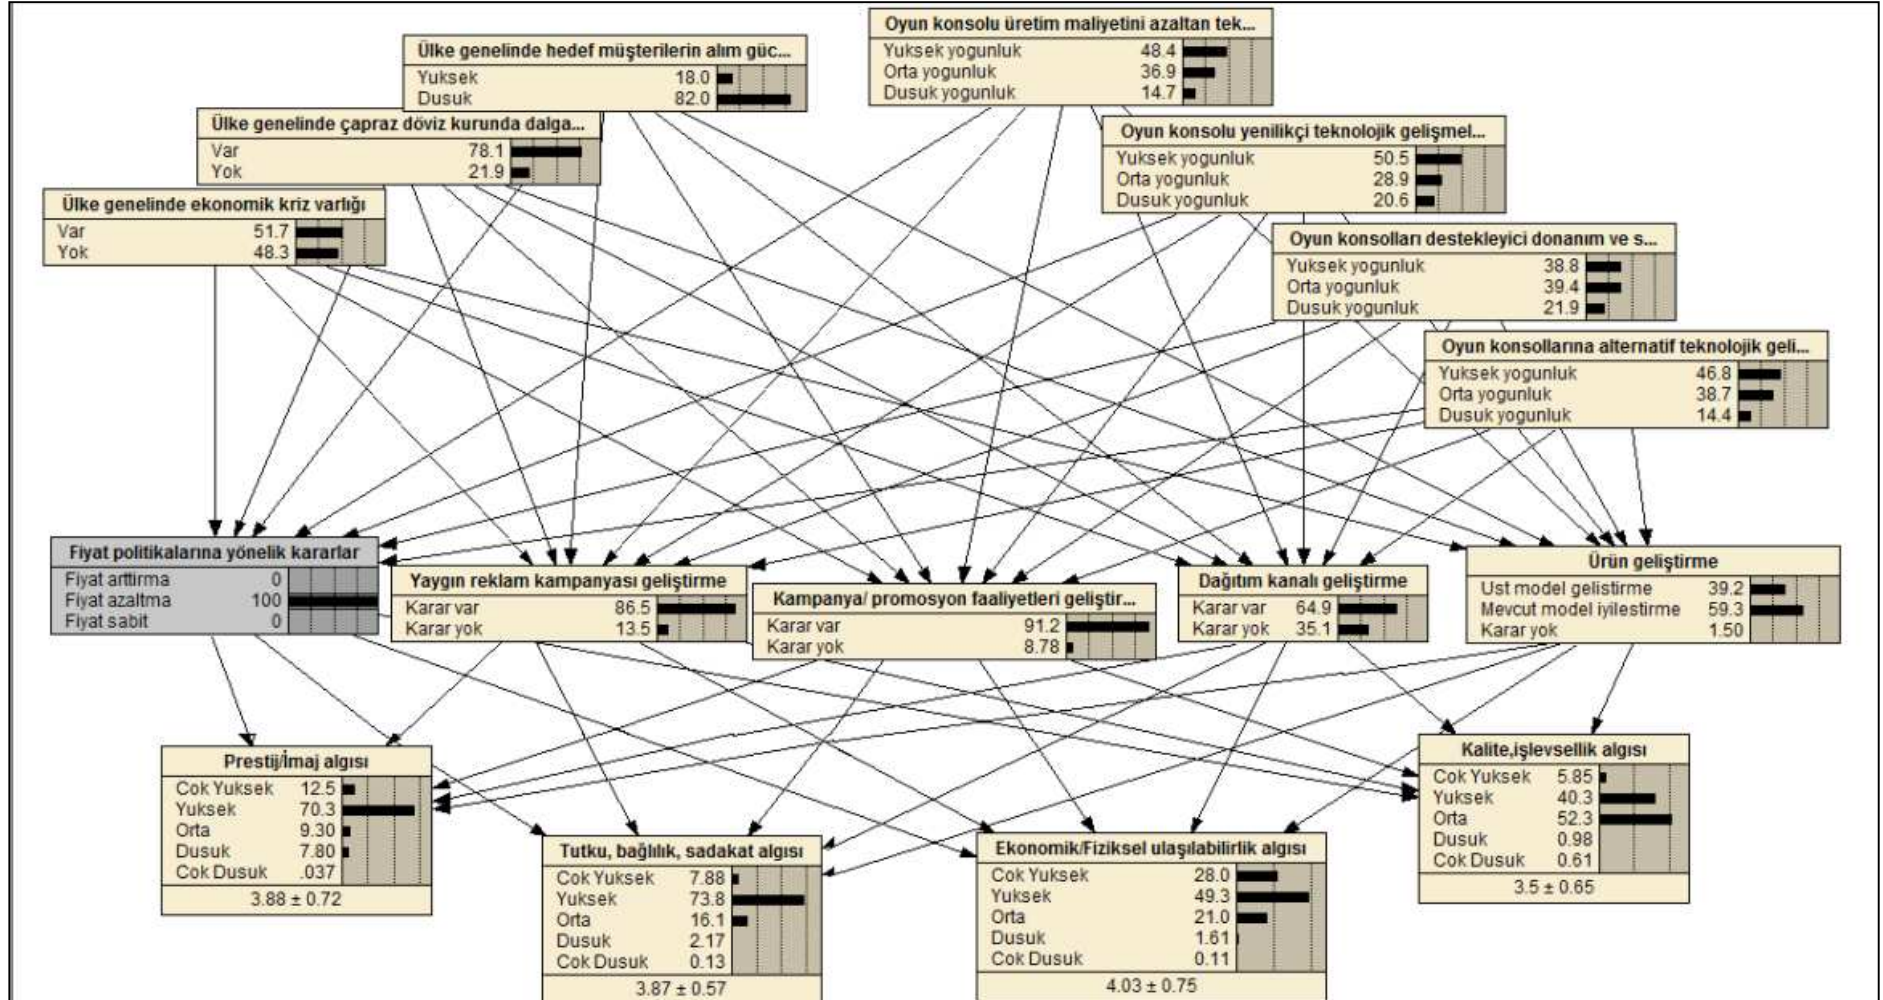 Oyun konsolu üretim maliyetini azaltan tek...
Yuksek yogunluk 48.4
Orta yogunluk 36.9
Dusuk yogunluk 14.7
Ülke genelinde hedef müşterilerin alım güc...
Yuksek 18.0
Dusuk 82.0
Ülke genelinde çapraz döviz kurunda dalga...
Var 78.1
Yok 21.9
Oyun konsolu yenilikçi teknolojik gelişmel...
Yuksek yogunluk 50.5
Orta yogunluk 28.9
Dusuk yogunluk 20.6
Ülke genelinde ekonomik kriz varlığı
Var 51.7
Yok 48.3
Oyun konsolları destekleyici donanım ve s...
Yuksek yogunluk 38.8
Orta yogunluk 39.4
Dusuk yogunluk 21.9
Oyun konsollarına alternatif teknolojik geli...
Yuksek yogunluk 46.8
Orta yogunluk 38.7
Dusuk yogunluk 14.4
Fiyat politikalarına yönelik kararlar
Fiyat arttirma 0
Fiyat azaltma 100
Fiyat sabit 0
Yaygın reklam kampanyası geliştirme
Karar var 86.5
Karar yok 13.5
Kampanya/ promosyon faaliyetleri geliştir...
Karar var 91.2
Karar yok 8.78
Dağıtım kanalı geliştirme
Karar var 64.9
Karar yok 35.1
Ürün geliştirme
Ust model gelistirme 39.2
Mevcut model iyilestirme 59.3
Karar yok 1.50
Prestij/İmaj algısı
Cok Yuksek 12.5
Yuksek 70.3
Orta 9.30
Dusuk 7.80
Cok Dusuk .037
3.88 ± 0.72
Tutku, bağlılık, sadakat algısı
Cok Yuksek 7.88
Yuksek 73.8
Orta 16.1
Dusuk 2.17
Cok Dusuk 0.13
3.87 ± 0.57
Ekonomik/Fiziksel ulaşılabilirlik algısı
Cok Yuksek 28.0
Yuksek 49.3
Orta 21.0
Dusuk 1.61
Cok Dusuk 0.11
4.03 ± 0.75
Kalite,işlevsellik algısı
Cok Yuksek 5.85
Yuksek 40.3
Orta 52.3
Dusuk 0.98
Cok Dusuk 0.61
3.5 ± 0.65